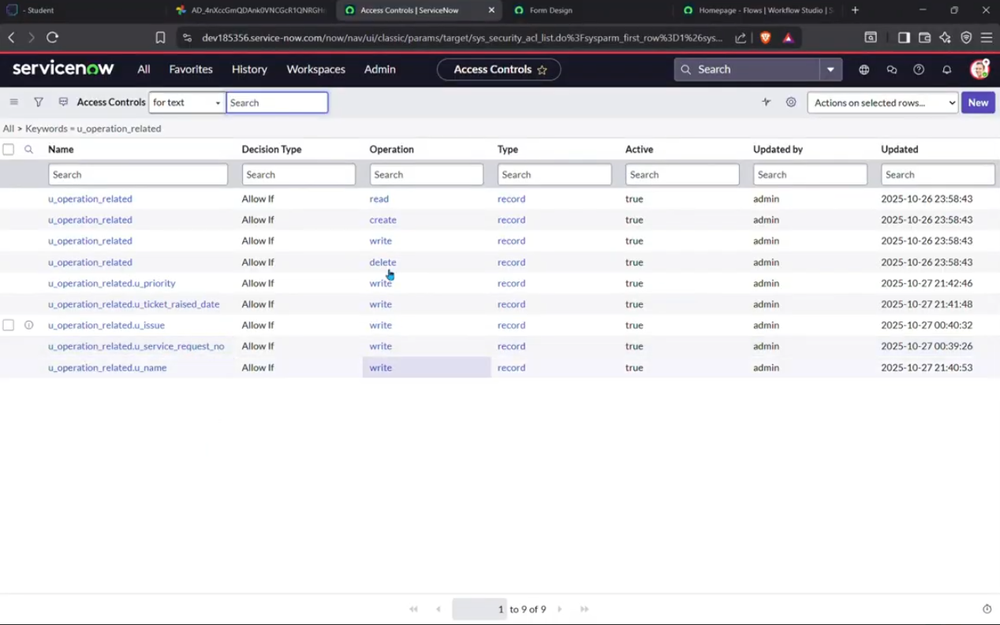 - Student
AD_4nXccGmQDAnk0VNCGcR1QNRGH
Access Controls | ServiceNow
Form Design
Homepage - Flows | Workflow Studio | S
dev185356.service-now.com/now/nav/ui/classic/params/target/sys_security_acl_list.do%3Fsysparm_first_row%3D1%26sys...
servicenow All Favorites History Workspaces Admin Access Controls Search
Access Controls for text Search Actions on selected rows... New
All > Keywords = u_operation_related
Name Decision Type Operation Type Active Updated by Updated
Search Search Search Search Search Search Search
u_operation_related Allow If read record true admin 2025-10-26 23:58:43
u_operation_related Allow If create record true admin 2025-10-26 23:58:43
u_operation_related Allow If write record true admin 2025-10-26 23:58:43
u_operation_related Allow If delete record true admin 2025-10-26 23:58:43
u_operation_related.u_priority Allow If write record true admin 2025-10-27 21:42:46
u_operation_related.u_ticket_raised_date Allow If write record true admin 2025-10-27 21:41:48
u_operation_related.u_issue Allow If write record true admin 2025-10-27 00:40:32
u_operation_related.u_service_request_no Allow If write record true admin 2025-10-27 00:39:26
u_operation_related.u_name Allow If write record true admin 2025-10-27 21:40:53
1 to 9 of 9